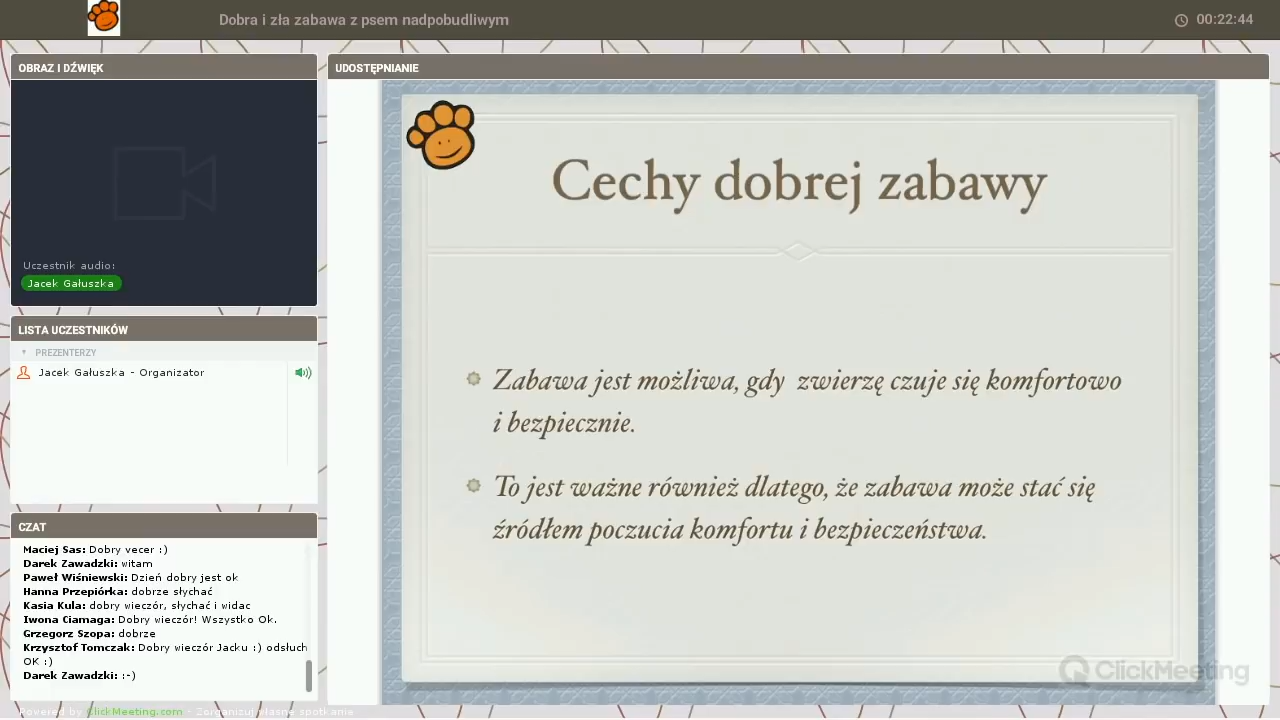 Dobra i zła zabawa z psem nadpobudliwym
00:22:44
OBRAZ I DŹWIĘK
Uczestnik audio:
Jacek Gałuszka
LISTA UCZESTNIKÓW
PREZENTERZY
Jacek Gałuszka - Organizator
CZAT
Maciej Sas: Dobry vecer :)
Darek Zawadzki: witam
Paweł Wiśniewski: Dzień dobry jest ok
Hanna Przepiórka: dobrze słychać
Kasia Kula: dobry wieczór, słychać i widac
Iwona Ciamaga: Dobry wieczór! Wszystko Ok.
Grzegorz Szopa: dobrze
Krzysztof Tomczak: Dobry wieczór Jacku :) odsłuch
OK :)
Darek Zawadzki: :-)
Powered by ClickMeeting.com - Zorganizuj własne spotkanie
UDOSTĘPNIANIE
Cechy dobrej zabawy
Zabawa jest możliwa, gdy zwierzę czuje się komfortowo
i bezpiecznie.
To jest ważne również dlatego, że zabawa może stać się
źródłem poczucia komfortu i bezpieczeństwa.
ClickMeeting